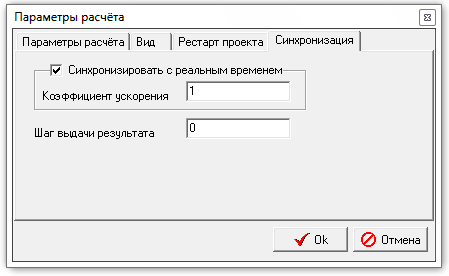 Параметры расчёта
Параметры расчёта Вид Рестарт проекта Синхронизация
Синхронизировать с реальным временем
Коэффициент ускорения 1
Шаг выдачи результата 0
Ok Отмена